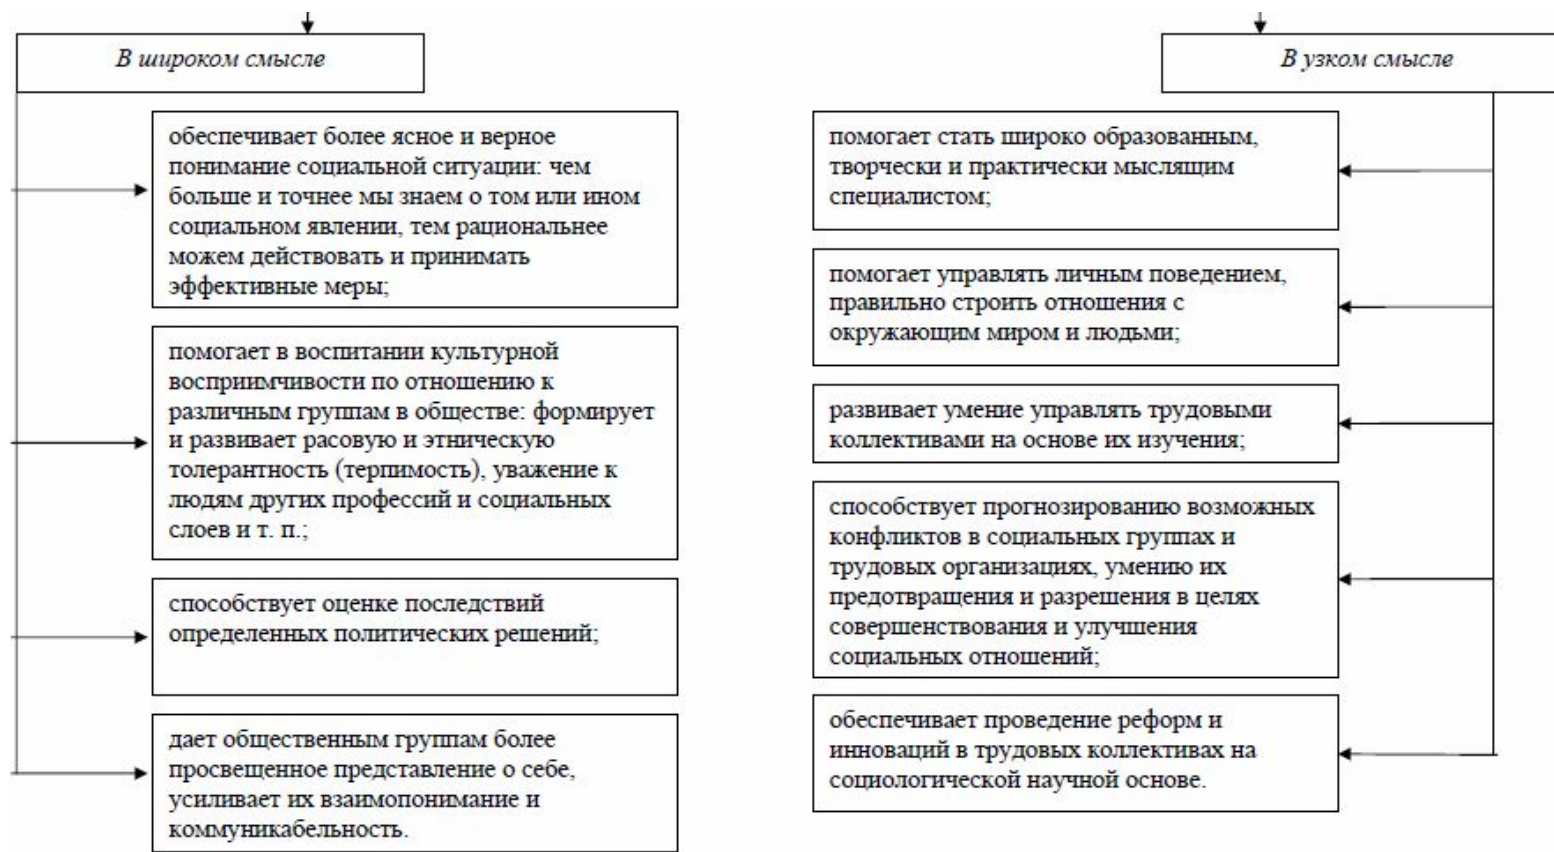 В широком смысле
обеспечивает более ясное и верное
понимание социальной ситуации: чем
больше и точнее мы знаем о том или ином
социальном явлении, тем рациональнее
можем действовать и принимать
эффективные меры;
помогает в воспитании культурной
восприимчивости по отношению к
различным группам в обществе: формирует
и развивает расовую и этническую
толерантность (терпимость), уважение к
людям других профессий и социальных
слоев и т. п.;
способствует оценке последствий
определенных политических решений;
дает общественным группам более
просвещенное представление о себе,
усиливает их взаимопонимание и
коммуникабельность.
В узком смысле
помогает стать широко образованным,
творчески и практически мыслящим
специалистом;
помогает управлять личным поведением,
правильно строить отношения с
окружающим миром и людьми;
развивает умение управлять трудовыми
коллективами на основе их изучения;
способствует прогнозированию возможных
конфликтов в социальных группах и
трудовых организациях, умению их
предотвращения и разрешения в целях
совершенствования и улучшения
социальных отношений;
обеспечивает проведение реформ и
инноваций в трудовых коллективах на
социологической научной основе.